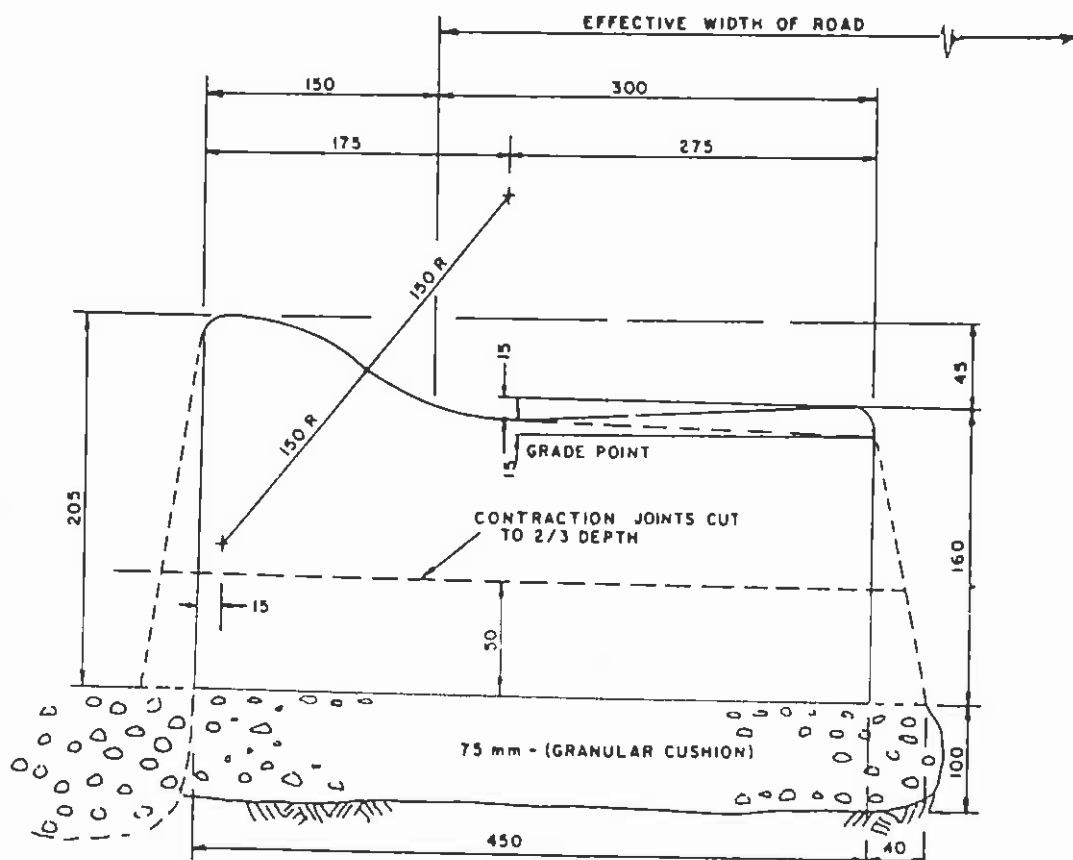 EFFECTIVE WIDTH OF ROAD
150
300
175
275
150 R
150 R
15
45
15
GRADE POINT
205
CONTRACTION JOINTS CUT
TO 2/3 DEPTH
160
15
50
75 mm - (GRANULAR CUSHION)
100
450
40